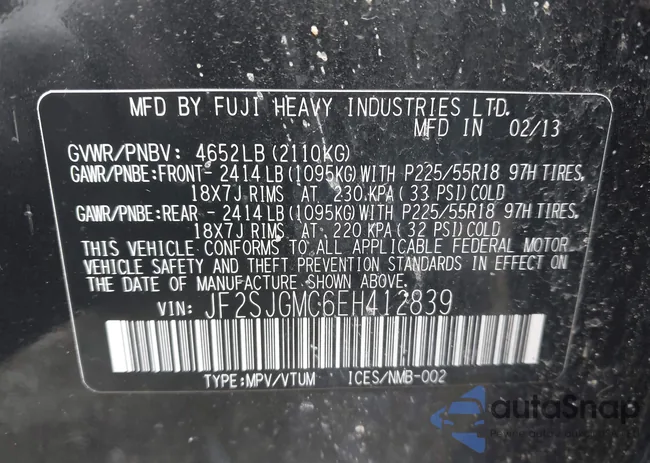 MFD BY FUJI HEAVY INDUSTRIES LTD.
MFD IN 02/13
GVWR/PNBV: 4652LB(2110KG)
GAWR/PNBE:FRONT- 2414LB(1095KG)WITH P225/55R18 97H TIRES,
18X7J RIMS AT 230 KPA(33 PSI)COLD
GAWR/PNBE:REAR - 2414LB(1095KG)WITH P225/55R18 97H TIRES,
18X7J RIMS AT 220 KPA(32 PSI)COLD
THIS VEHICLE CONFORMS TO ALL APPLICABLE FEDERAL MOTOR
VEHICLE SAFETY AND THEFT PREVENTION STANDARDS IN EFFECT ON
THE DATE OF MANUFACTURE SHOWN ABOVE.
VIN: JF2SJGMC6EH412839
TYPE:MPV/VTUM ICES/NMB-002
autoSnap